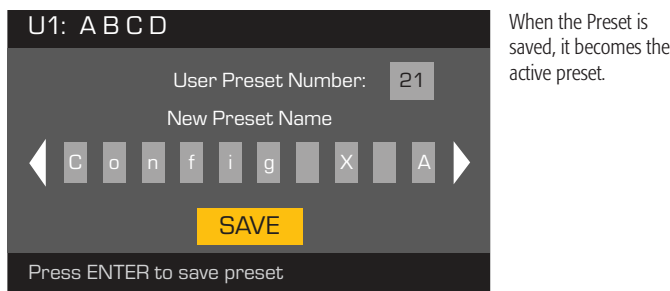 U1: A B C D
User Preset Number: 21
New Preset Name
C o n f i g X A
SAVE
Press ENTER to save preset
When the Preset is
saved, it becomes the
active preset.